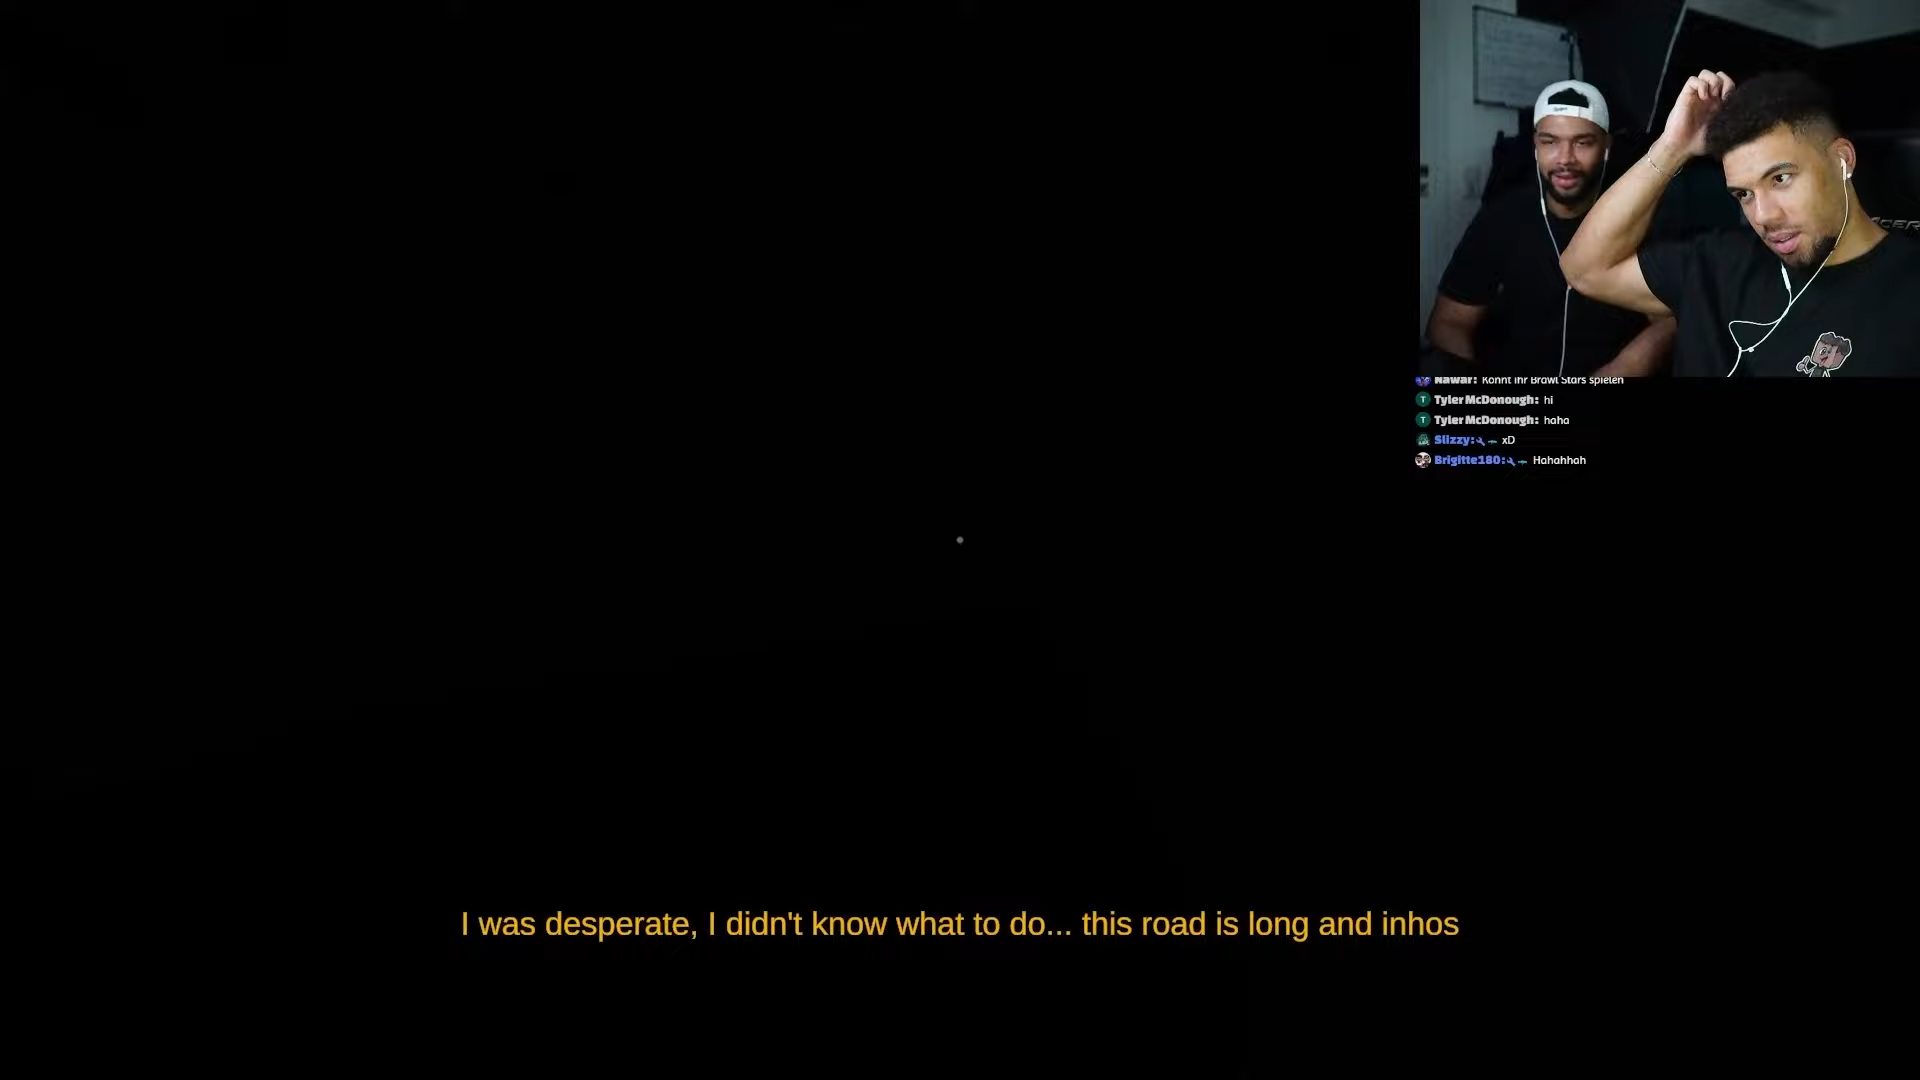 CER
Nawar: Könnt ihr Brawl Stars spielen
Tyler McDonough: hi
Tyler McDonough: haha
Slizzy: xD
Brigitte180: Hahahhah
I was desperate, I didn't know what to do... this road is long and inhos